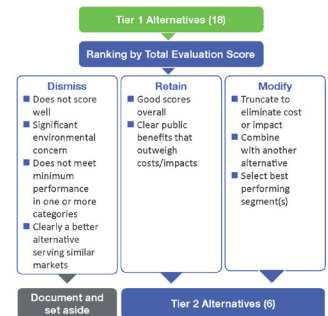 Tier 1 Alternatives (18)
Ranking by Total Evaluation Score
Dismiss
Does not score
well
Significant
environmental
concern
Does not meet
minimum
performance
in one or more
categories
Clearly a better
alternative
serving similar
markets
Retain
Good scores
overall
Clear public
benefits that
outweigh
costs/impacts
Modify
Truncate to
eliminate cost
or impact
Combine
with another
alternative
Select best
performing
segment(s)
Document and
set aside
Tier 2 Alternatives (6)